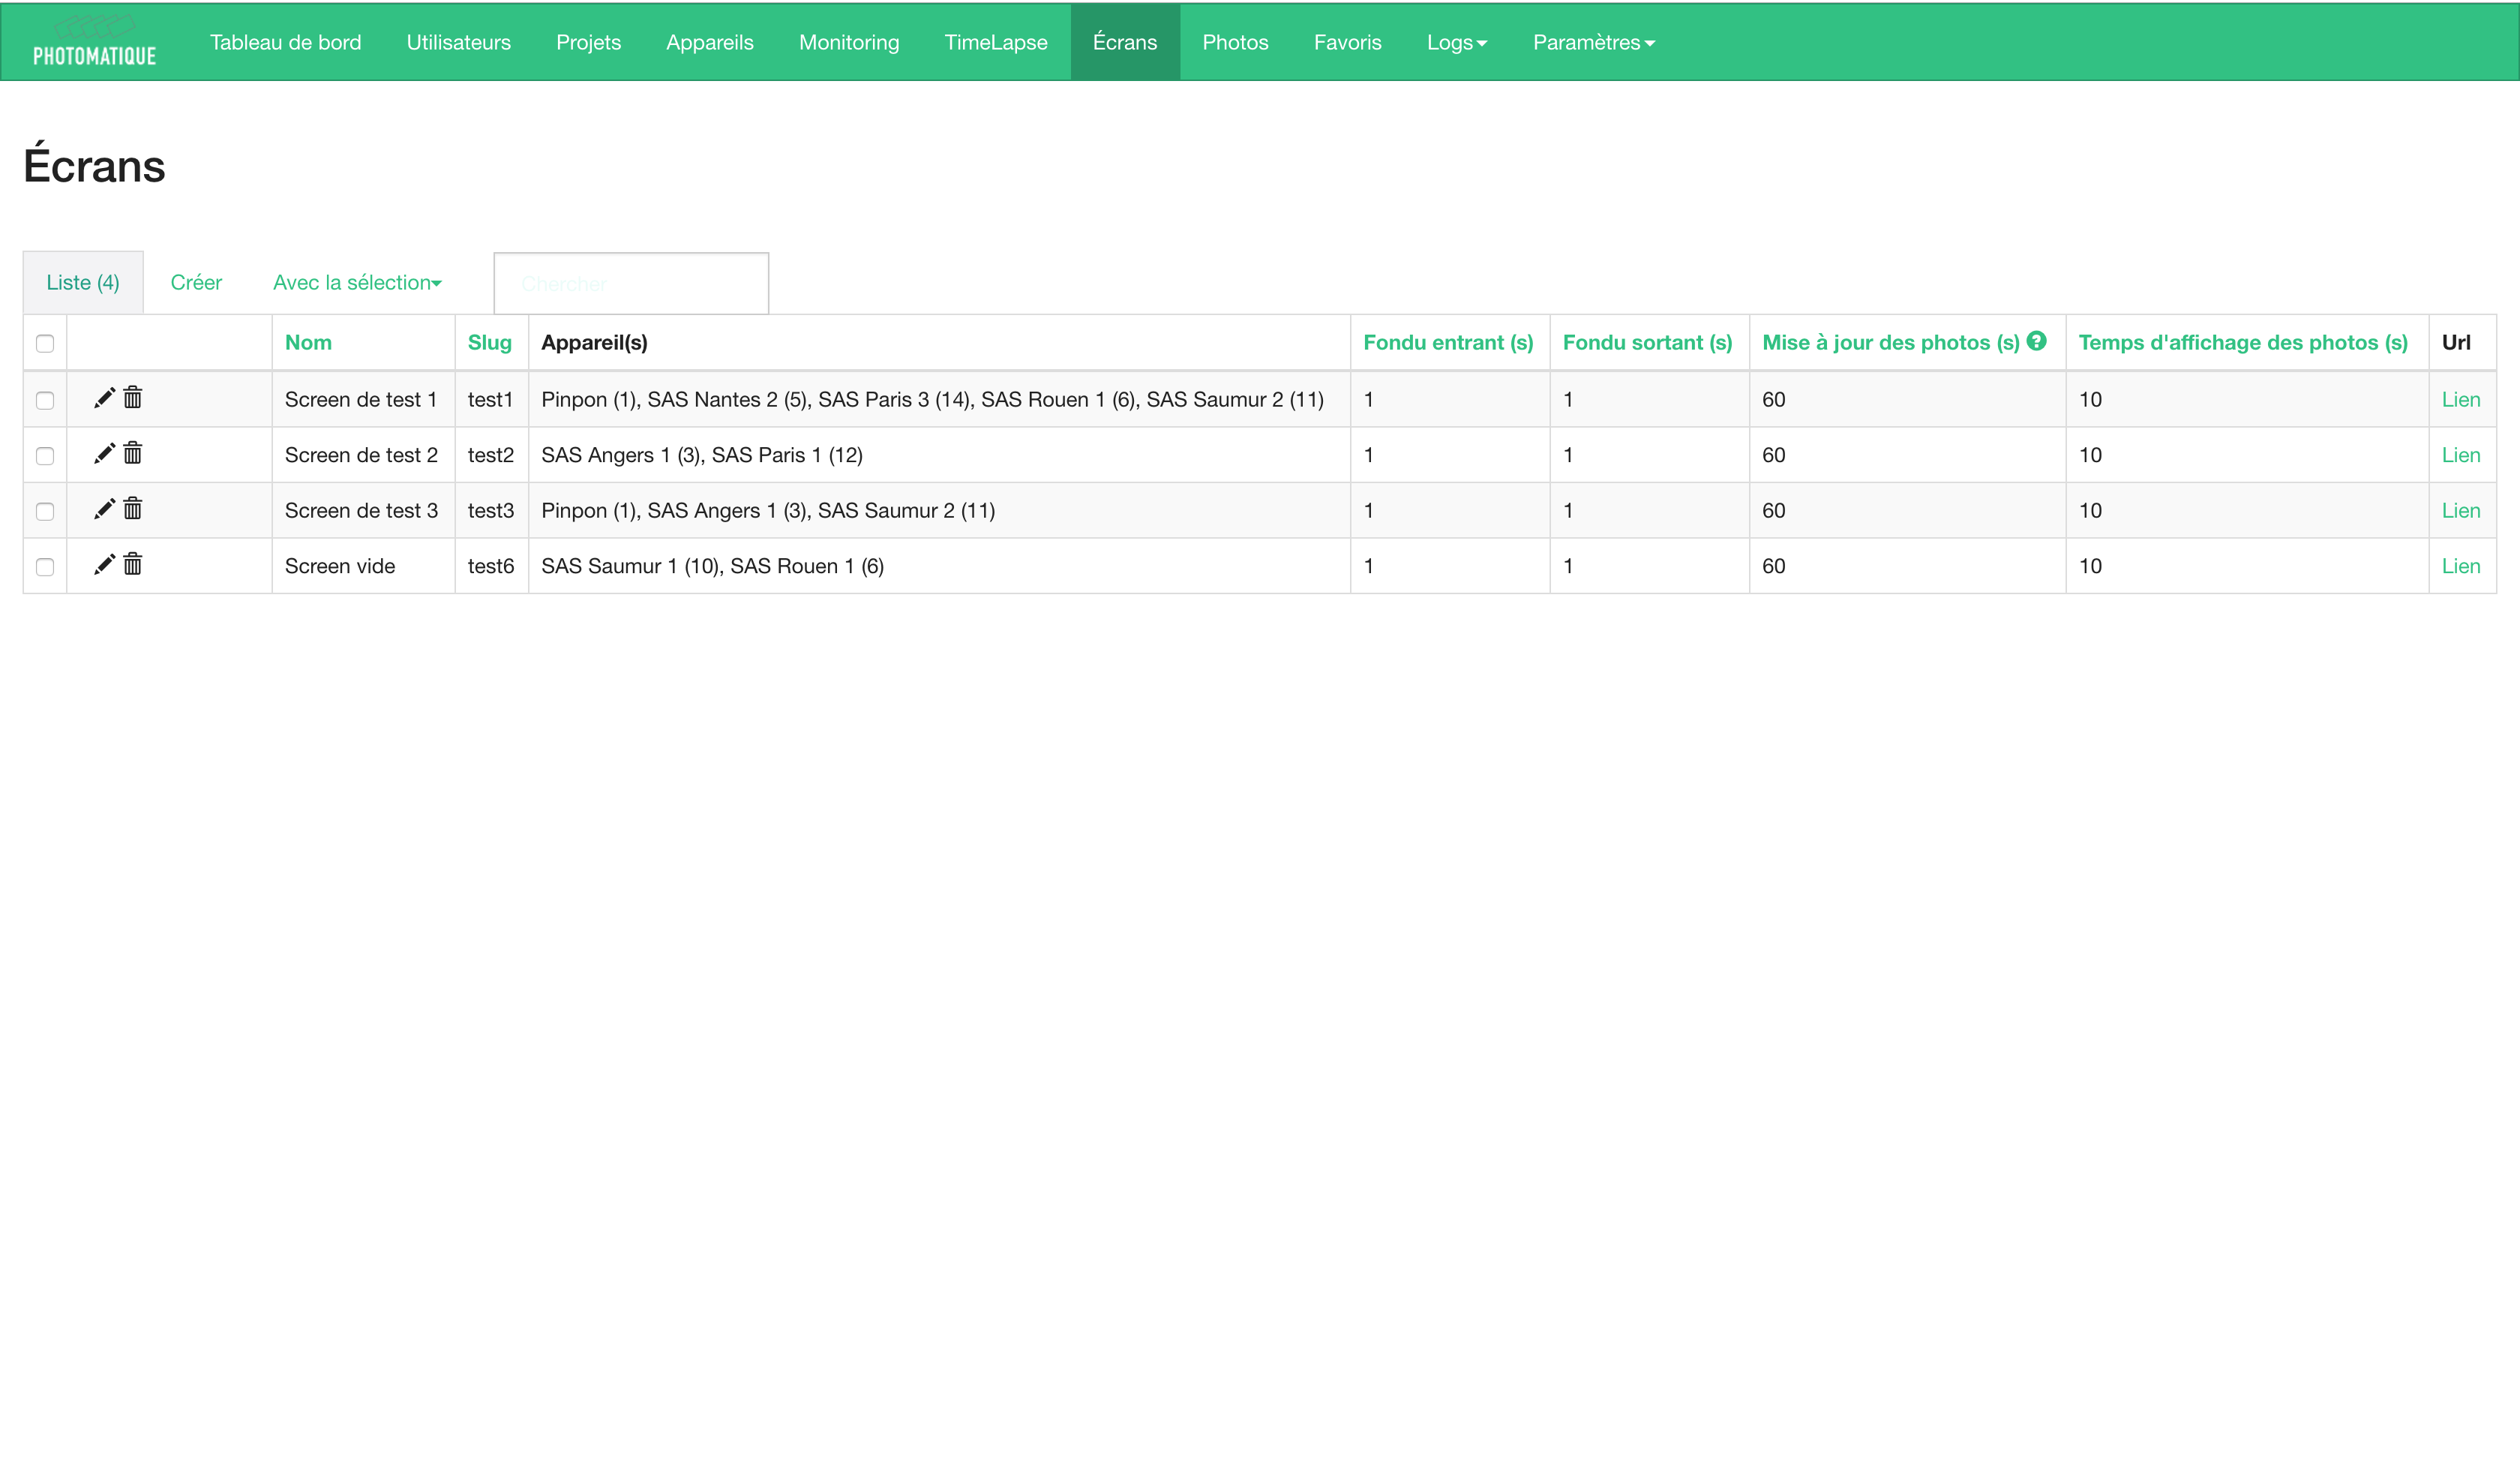 PHOTOMATIQUE Tableau de bord Utilisateurs Projets Appareils Monitoring TimeLapse Écrans Photos Favoris Logs Paramètres
Écrans
Liste (4) Créer Avec la sélection Chercher
Nom Slug Appareil(s) Fondu entrant (s) Fondu sortant (s) Mise à jour des photos (s) ? Temps d'affichage des photos (s) Url
Screen de test 1 test1 Pinpon (1), SAS Nantes 2 (5), SAS Paris 3 (14), SAS Rouen 1 (6), SAS Saumur 2 (11) 1 1 60 10 Lien
Screen de test 2 test2 SAS Angers 1 (3), SAS Paris 1 (12) 1 1 60 10 Lien
Screen de test 3 test3 Pinpon (1), SAS Angers 1 (3), SAS Saumur 2 (11) 1 1 60 10 Lien
Screen vide test6 SAS Saumur 1 (10), SAS Rouen 1 (6) 1 1 60 10 Lien